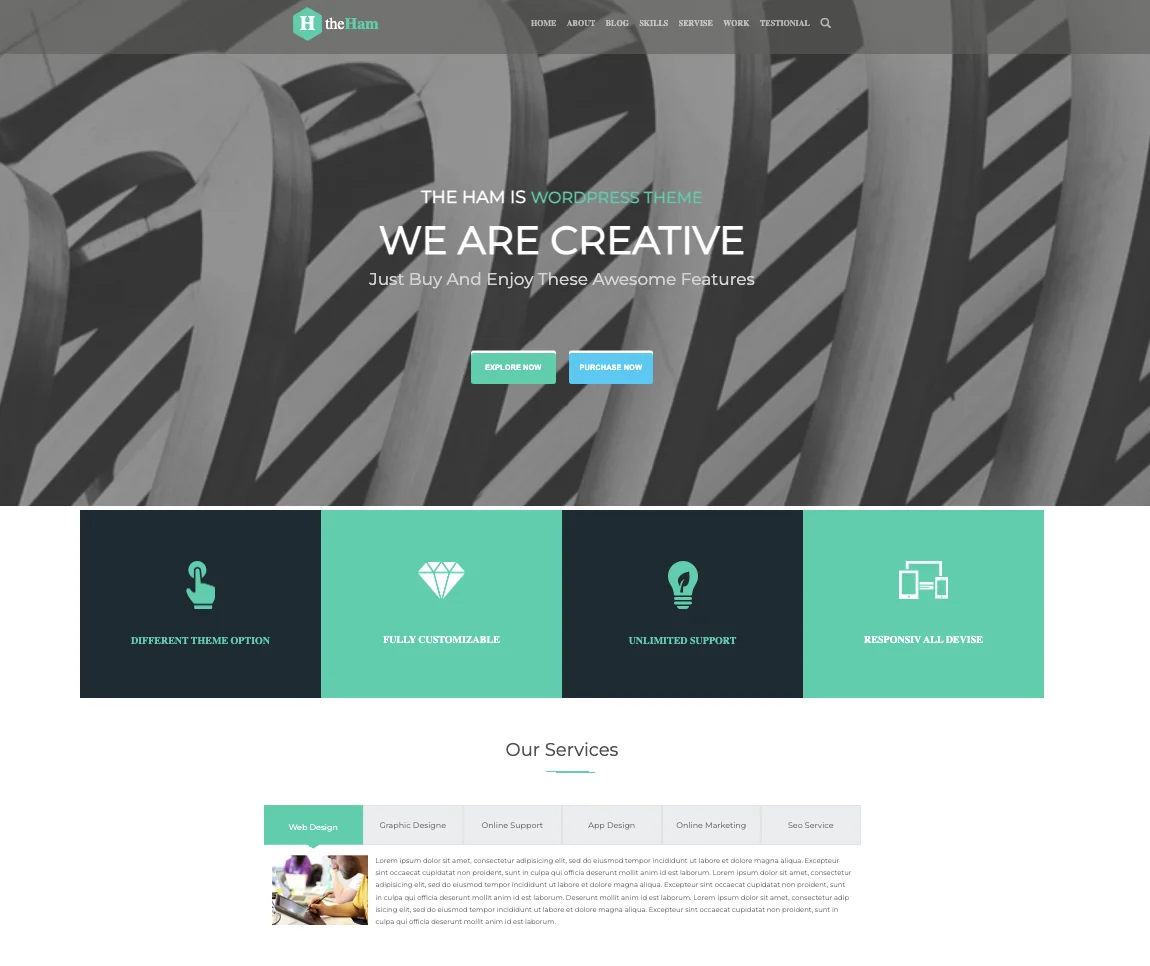 H theHam
HOME ABOUT BLOG SKILLS SERVISE WORK TESTIONIAL
THE HAM IS WORDPRESS THEME
WE ARE CREATIVE
Just Buy And Enjoy These Awesome Features
EXPLORE NOW PURCHASE NOW
DIFFERENT THEME OPTION FULLY CUSTOMIZABLE UNLIMITED SUPPORT RESPONSIV ALL DEVISE
Our Services
Web Design Graphic Designe Online Support App Design Online Marketing Seo Service
Lorem ipsum dolor sit amet, consectetur adipisicing elit, sed do eiusmod tempor incididunt ut labore et dolore magna aliqua. Excepteur
sint occaecat cupidatat non proident, sunt in culpa qui officia deserunt mollit anim id est laborum. Lorem ipsum dolor sit amet, consectetur
adipisicing elit, sed do eiusmod tempor incididunt ut labore et dolore magna aliqua. Excepteur sint occaecat cupidatat non proident, sunt
in culpa qui officia deserunt mollit anim id est laborum. Deserunt mollit anim id est laborum. Lorem ipsum dolor sit amet, consectetur adip
isicing elit, sed do eiusmod tempor incididunt ut labore et dolore magna aliqua. Excepteur sint occaecat cupidatat non proident, sunt in
culpa qui officia deserunt mollit anim id est laborum.